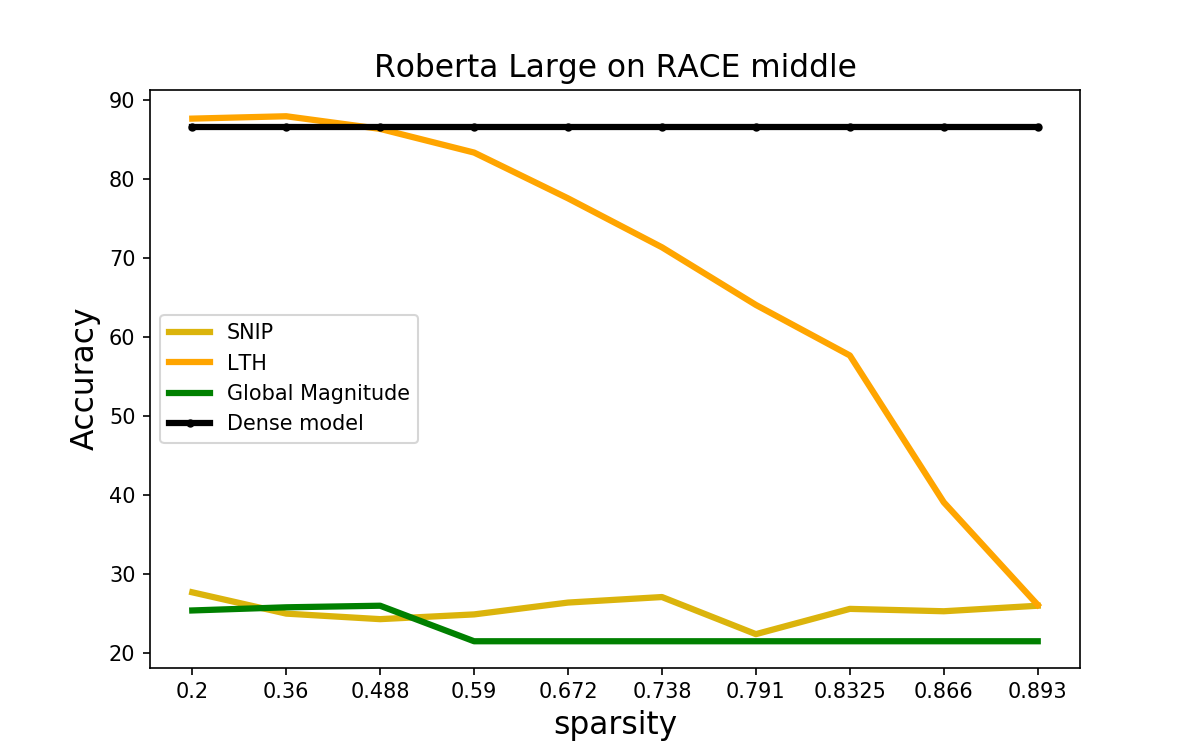 Roberta Large on RACE middle
90
80
70
60
50
40
30
20
Accuracy
SNIP
LTH
Global Magnitude
Dense model
0.2 0.36 0.488 0.59 0.672 0.738 0.791 0.8325 0.866 0.893
sparsity